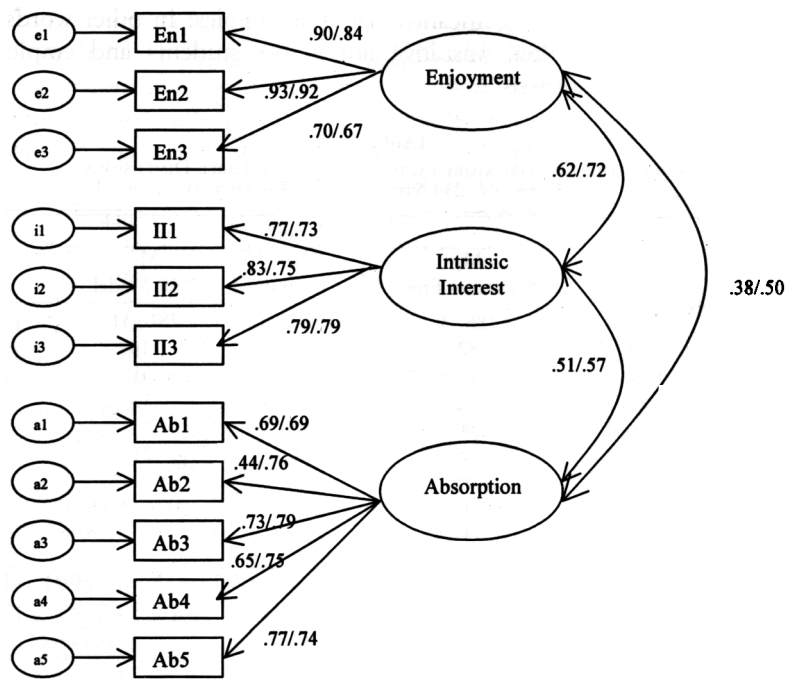 e1 En1 .90/.84
e2 En2 .93/.92
e3 En3 .70/.67
Enjoyment
.62/.72
i1 II1 .77/.73
i2 II2 .83/.75
i3 II3 .79/.79
Intrinsic
Interest
.38/.50
.51/.57
a1 Ab1 .69/.69
a2 Ab2 .44/.76
a3 Ab3 .73/.79
a4 Ab4 .65/.75
a5 Ab5 .77/.74
Absorption